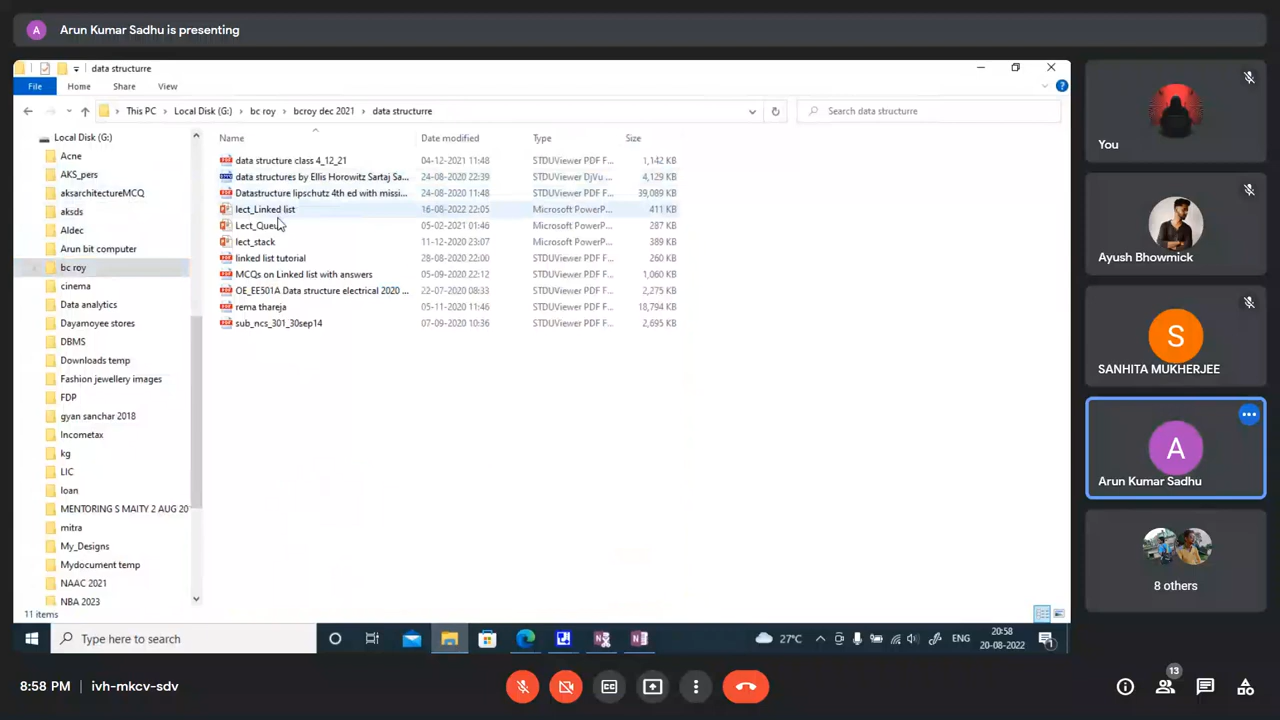 A Arun Kumar Sadhu is presenting
data structurre
File Home Share View
This PC Local Disk (G:) bc roy bcroy dec 2021 data structurre Search data structurre
Local Disk (G:)
Acne
AKS_pers
aksarchitectureMCQ
aksds
Aldec
Arun bit computer
bc roy
cinema
Data analytics
Dayamoyee stores
DBMS
Downloads temp
Fashion jewellery images
FDP
gyan sanchar 2018
Incometax
kg
LIC
loan
MENTORING S MAITY 2 AUG 20
mitra
My_Designs
Mydocument temp
NAAC 2021
NBA 2023
Name Date modified Type Size
data structure class 4_12_21 04-12-2021 11:48 STDUViewer PDF F... 1,142 KB
data structures by Ellis Horowitz Sartaj Sa... 24-08-2020 22:39 STDUViewer DjVu ... 4,129 KB
Datastructure lipschutz 4th ed with missi... 24-08-2020 11:48 STDUViewer PDF F... 39,089 KB
lect_Linked list 16-08-2022 22:05 Microsoft PowerP... 411 KB
Lect_Queue 05-02-2021 01:46 Microsoft PowerP... 287 KB
lect_stack 11-12-2020 23:07 Microsoft PowerP... 389 KB
linked list tutorial 28-08-2020 22:00 STDUViewer PDF F... 260 KB
MCQs on Linked list with answers 05-09-2020 22:12 STDUViewer PDF F... 1,060 KB
OE_EE501A Data structure electrical 2020 ... 22-07-2020 08:33 STDUViewer PDF F... 2,275 KB
rema thareja 05-11-2020 11:46 STDUViewer PDF F... 18,794 KB
sub_ncs_301_30sep14 07-09-2020 10:36 STDUViewer PDF F... 2,695 KB
11 items
Type here to search
27°C ENG
20:58
20-08-2022
1
You
Ayush Bhowmick
S
SANHITA MUKHERJEE
A
Arun Kumar Sadhu
8 others
8:58 PM ivh-mkcv-sdv
CC
13